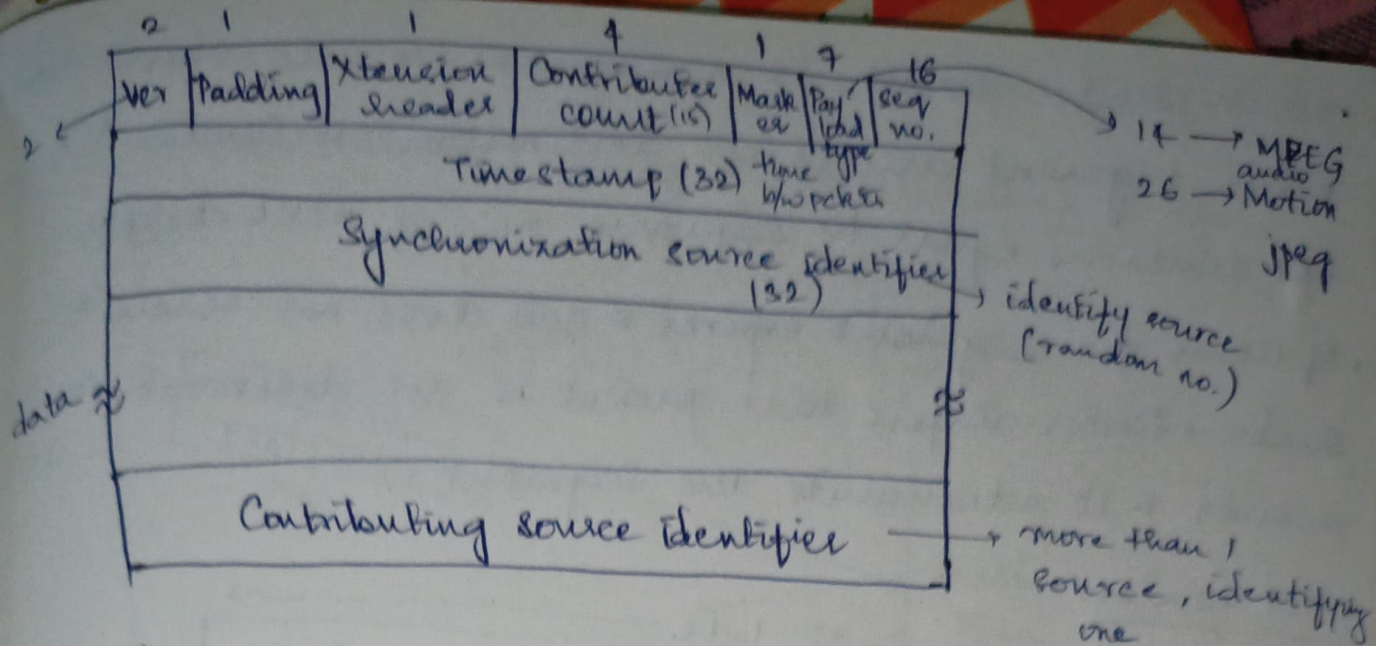 2 1 1 4 1 7 16
Ver Padding Xtension header Contributer count (15) Marker Payload type Seq no.
2
14 → MPEG audio
26 → Motion jpeg
Timestamp (32) time b/w pckts
Synchronization source identifier (32)
identify source
(random no.)
data
Contributing source identifier
more than 1
source, identifying
one